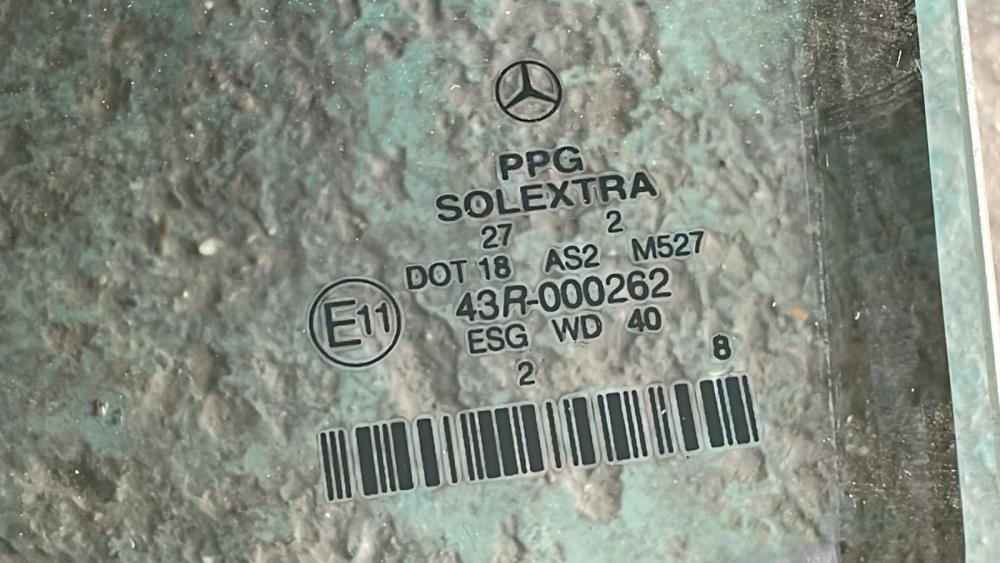 PPG
SOLEXTRA
27 2
DOT 18 AS2 M527
E11 43R-000262
ESG WD 40
2 8